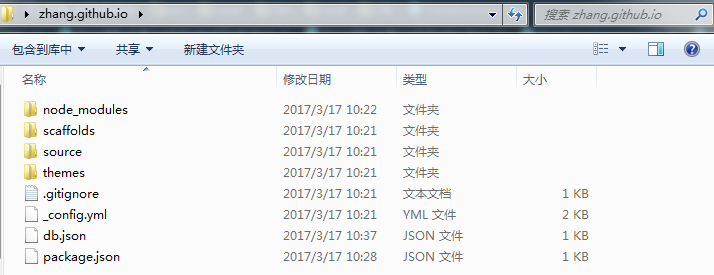 zhang.github.io
搜索 zhang.github.io
包含到库中 共享 新建文件夹
名称 修改日期 类型 大小
node_modules 2017/3/17 10:22 文件夹
scaffolds 2017/3/17 10:21 文件夹
source 2017/3/17 10:21 文件夹
themes 2017/3/17 10:21 文件夹
.gitignore 2017/3/17 10:21 文本文档 1 KB
_config.yml 2017/3/17 10:21 YML 文件 2 KB
db.json 2017/3/17 10:37 JSON 文件 1 KB
package.json 2017/3/17 10:28 JSON 文件 1 KB